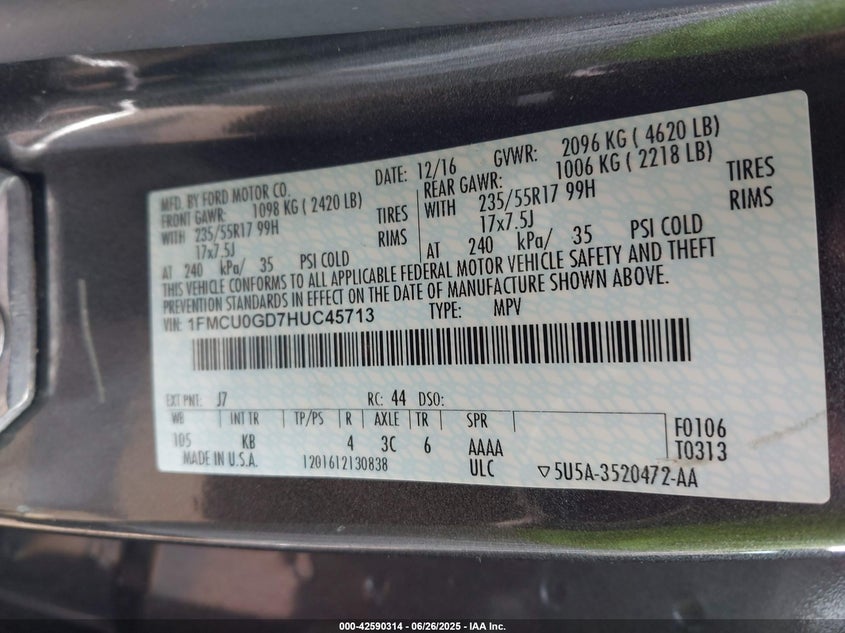 MFD. BY FORD MOTOR CO. DATE: 12/16 GVWR: 2096 KG ( 4620 LB)
FRONT GAWR: 1098 KG ( 2420 LB) REAR GAWR: 1006 KG ( 2218 LB)
WITH 235/55R17 99H TIRES WITH 235/55R17 99H TIRES
17x7.5J RIMS 17x7.5J RIMS
AT 240 kPa/ 35 PSI COLD AT 240 kPa/ 35 PSI COLD
THIS VEHICLE CONFORMS TO ALL APPLICABLE FEDERAL MOTOR VEHICLE SAFETY AND THEFT
PREVENTION STANDARDS IN EFFECT ON THE DATE OF MANUFACTURE SHOWN ABOVE.
VIN: 1FMCU0GD7HUC45713 TYPE: MPV
EXT PNT: J7 RC: 44 DSO:
WB INT TR TP/PS R AXLE TR SPR F0106
105 KB 4 3C 6 AAAA T0313
MADE IN U.S.A. 1201612130838 ULC ▽5U5A-3520472-AA
000-42590314 - 06/26/2025 - IAA Inc.